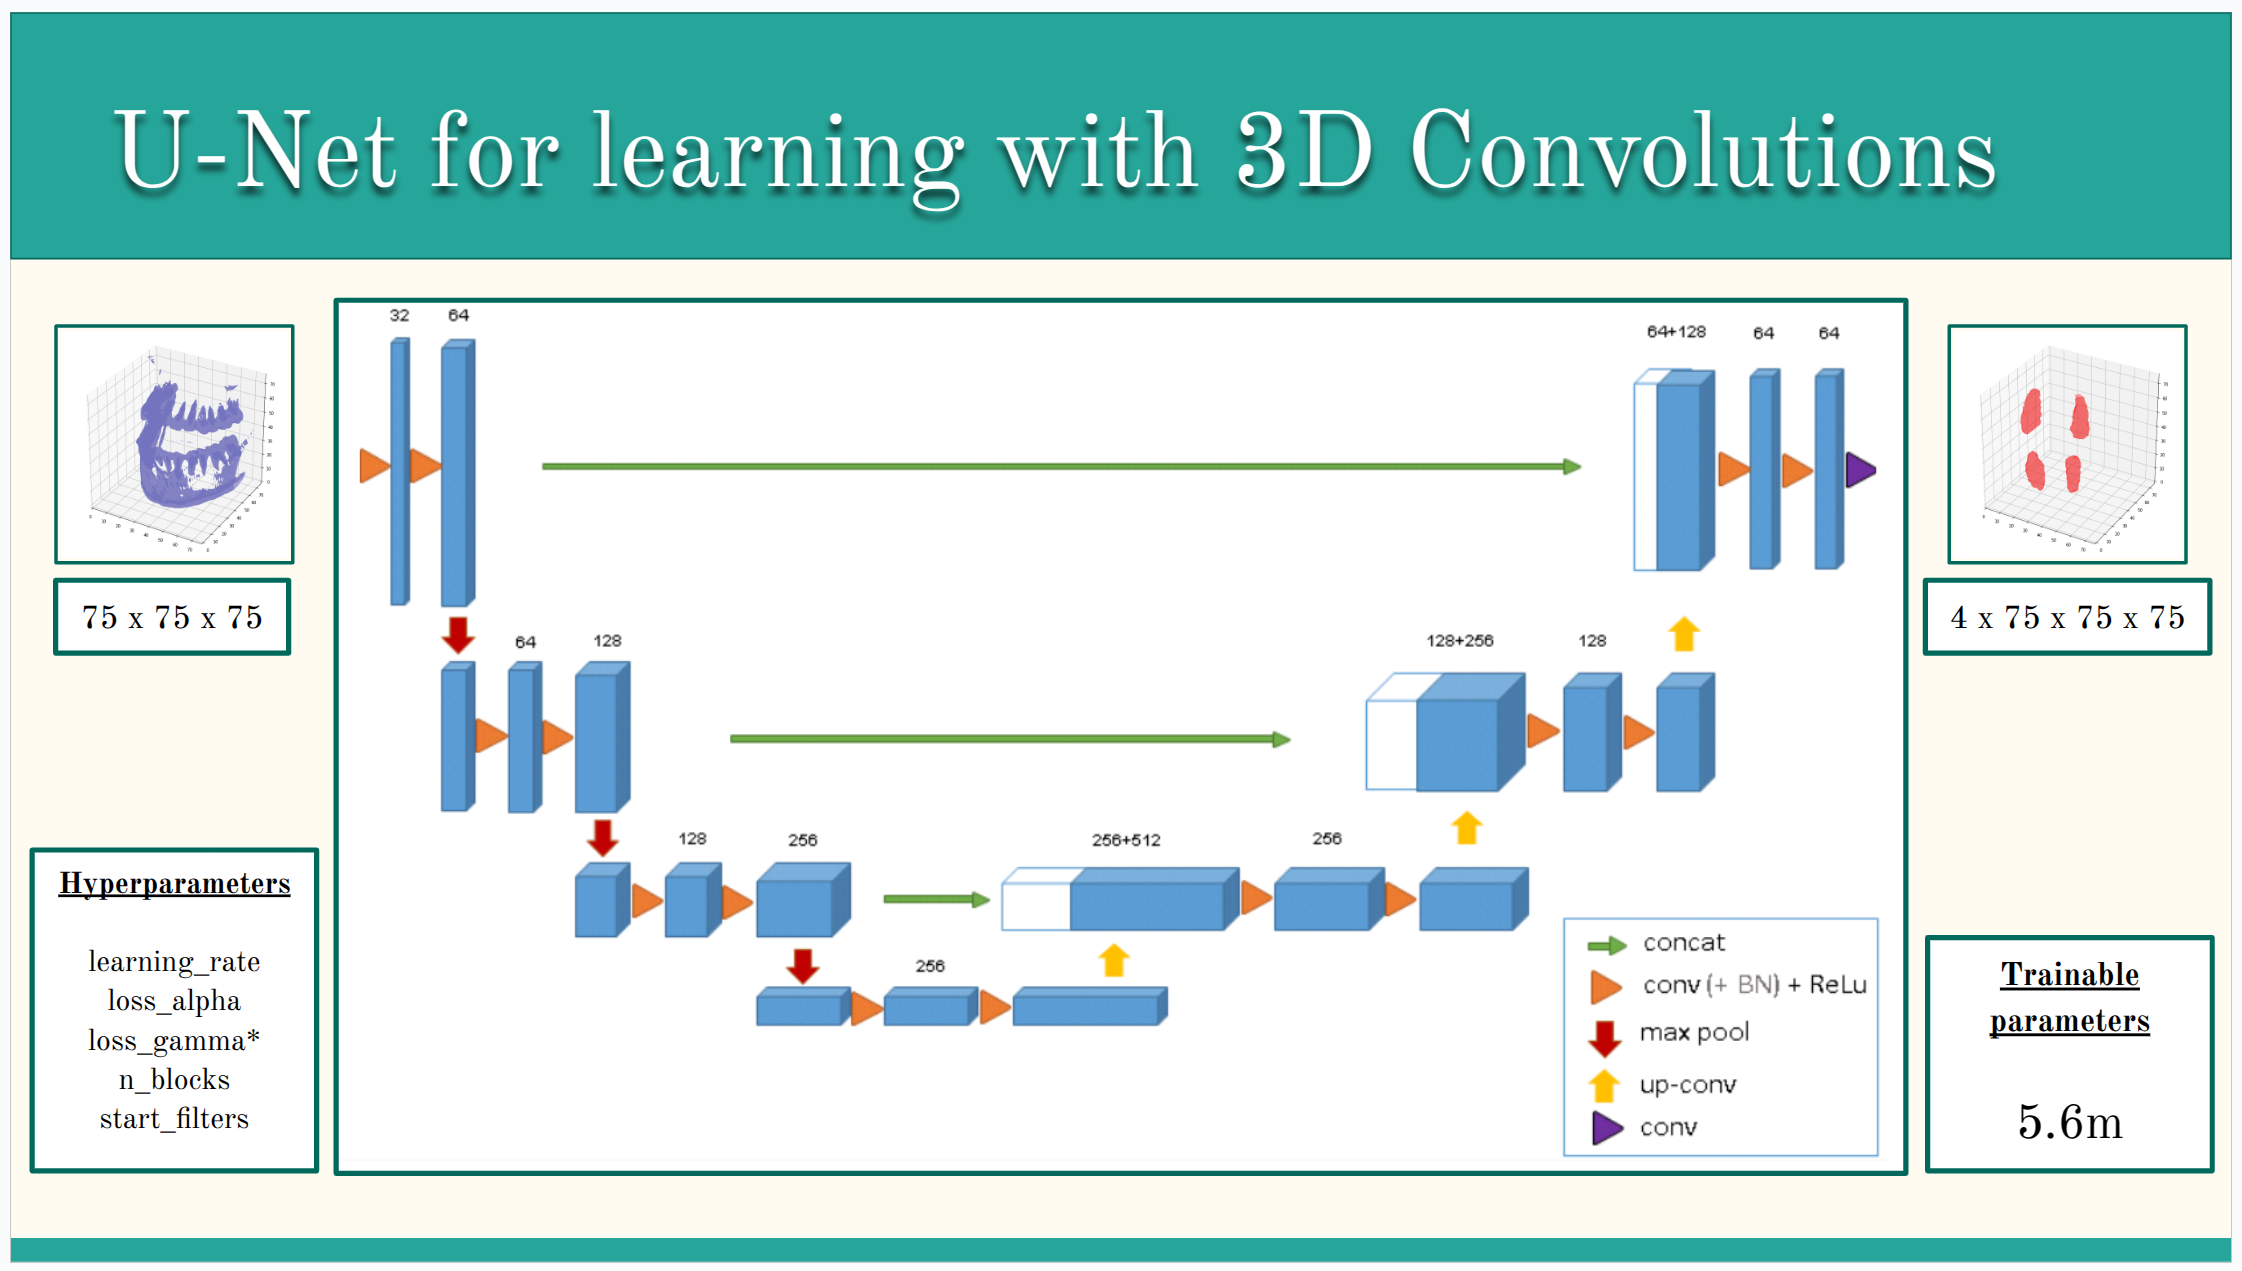 U-Net for learning with 3D Convolutions
75 x 75 x 75
Hyperparameters
learning_rate
loss_alpha
loss_gamma*
n_blocks
start_filters
32 64
64+128 64 64
64 128
128+256 128
128 256
256+512 256
256
concat
conv (+ BN) + ReLu
max pool
up-conv
conv
4 x 75 x 75 x 75
Trainable
parameters
5.6m